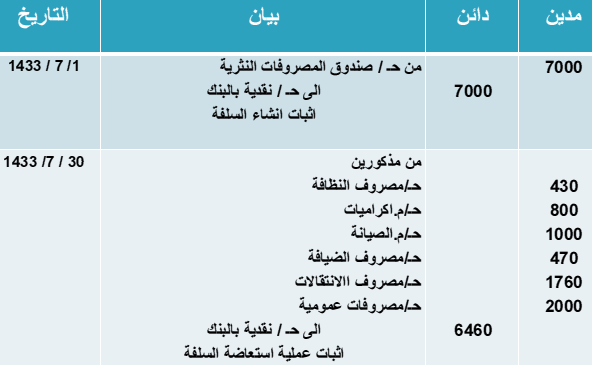 مدين دائن بيان التاريخ
7000 من حـ / صندوق المصروفات النثرية 1/ 7 / 1433
7000 الى حـ / نقدية بالبنك
اثبات انشاء السلفة
من مذكورين 30 / 7/ 1433
430 حـ/مصروف النظافة
800 حـ/م.اكراميات
1000 حـ/م.الصيانة
470 حـ/مصروف الضيافة
1760 حـ/مصروف االانتقالات
2000 حـ/مصروفات عمومية
6460 الى حـ / نقدية بالبنك
اثبات عملية استعاضة السلفة